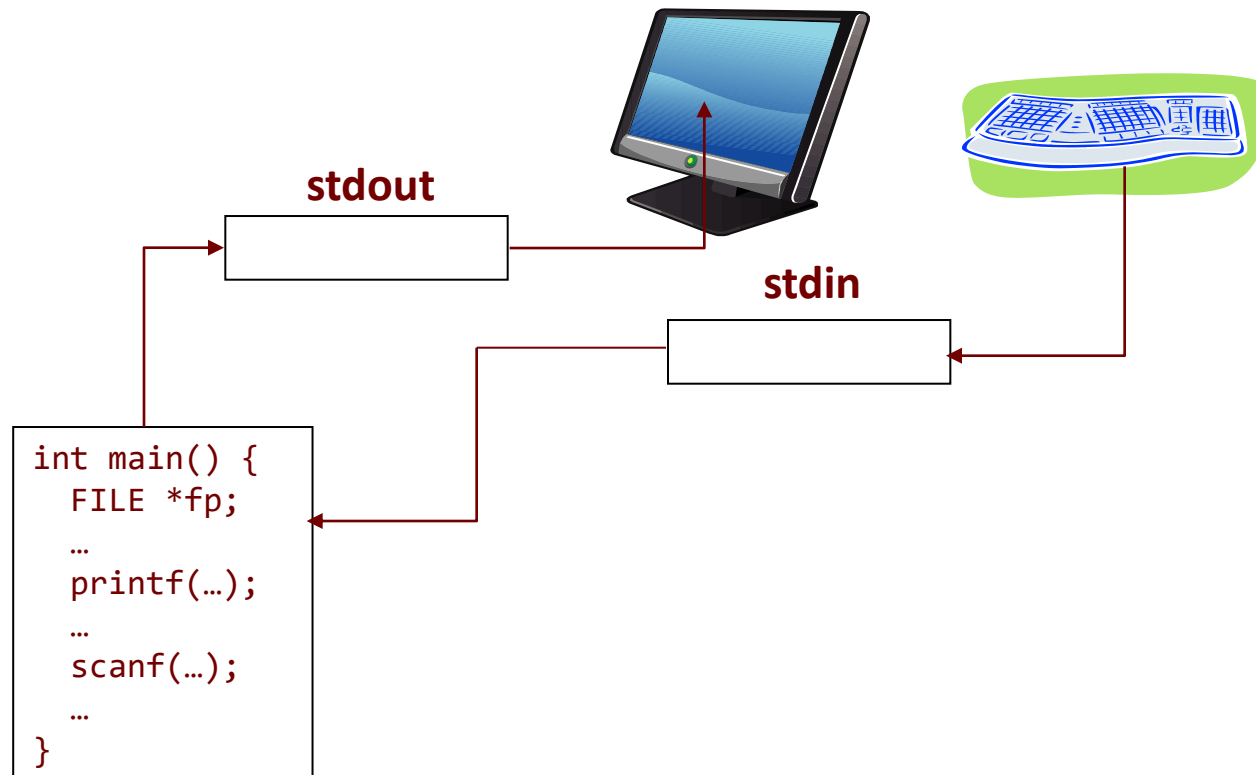 stdout
stdin
int main() {
  FILE *fp;
  …
  printf(…);
  …
  scanf(…);
  …
}